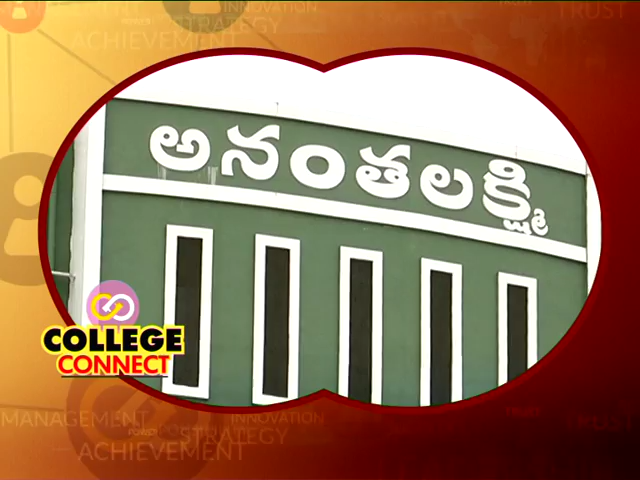 INNOVATION
TRUST
STRATEGY
ACHIEVEMENT
అనంతలక్ష్మి
COLLEGE
CONNECT
MANAGEMENT
INNOVATION
TRUST
STRATEGY
ACHIEVEMENT